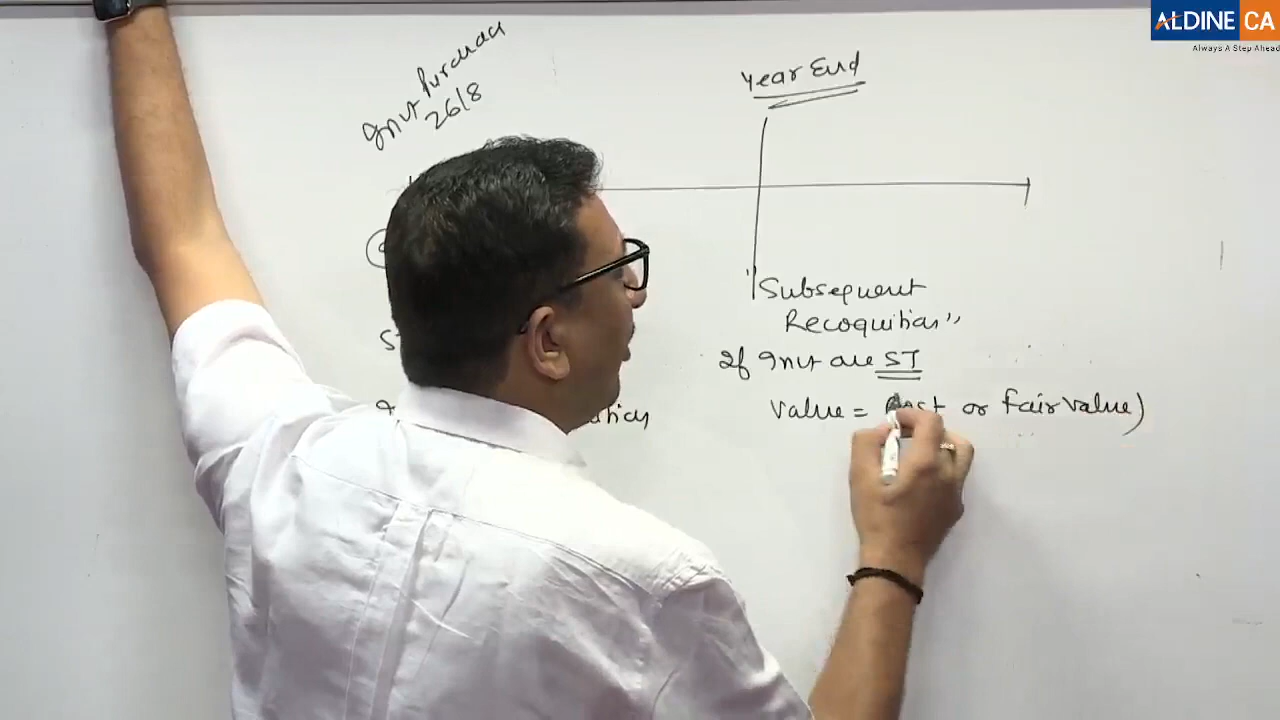 ALDINE CA
Always A Step Ahead
Invt Purchase
26/8
Year End
"Subsequent
Recognition"
If Invt are ST
Value = Cost or fair value)